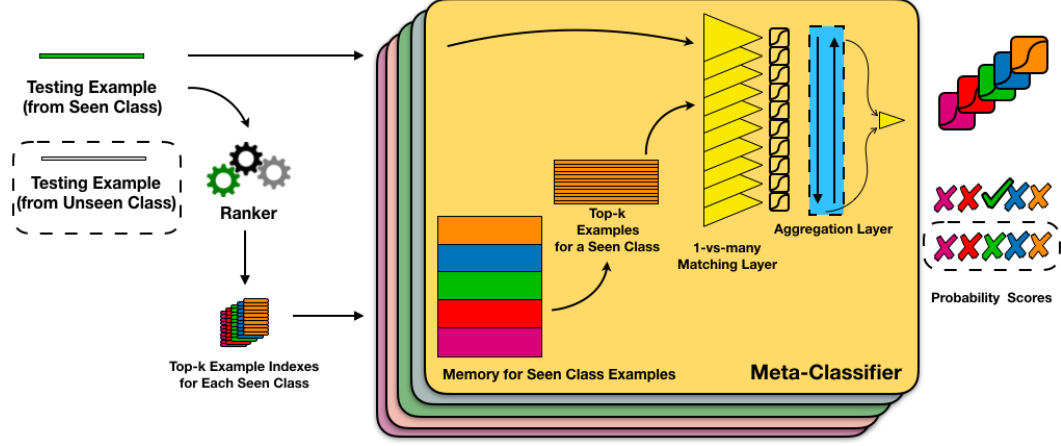 Testing Example
(from Seen Class)
Testing Example
(from Unseen Class)
Ranker
Top-k Example Indexes
for Each Seen Class
Top-k
Examples
for a Seen Class
Memory for Seen Class Examples
1-vs-many
Matching Layer
Aggregation Layer
Meta-Classifier
Probability Scores